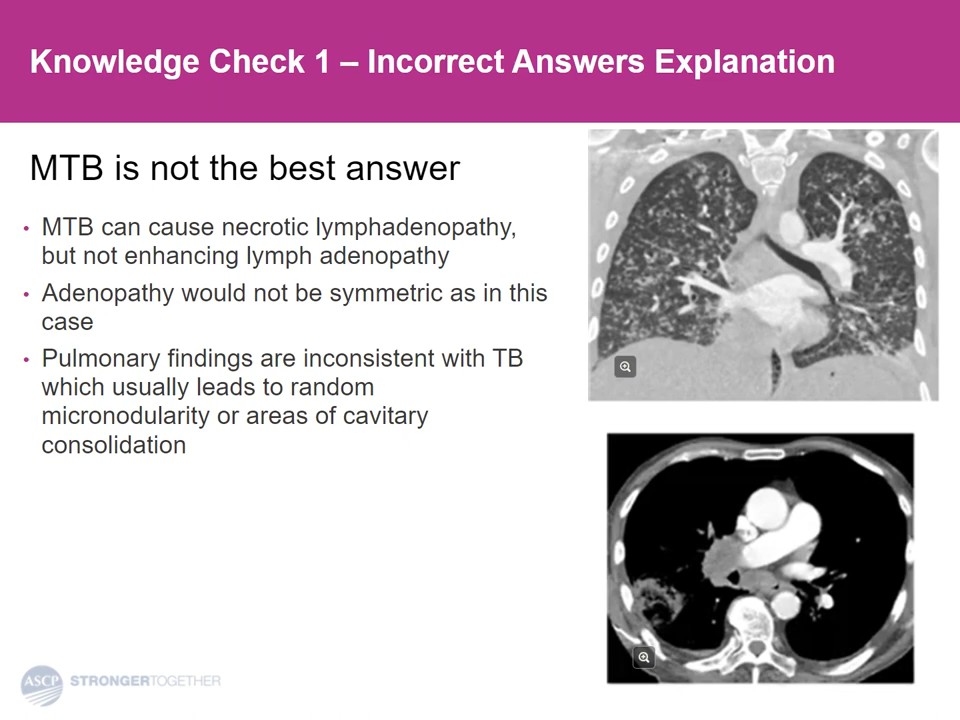 Knowledge Check 1 – Incorrect Answers Explanation
MTB is not the best answer
• MTB can cause necrotic lymphadenopathy,
but not enhancing lymph adenopathy
• Adenopathy would not be symmetric as in this
case
• Pulmonary findings are inconsistent with TB
which usually leads to random
micronodularity or areas of cavitary
consolidation
ASCP STRONGERTOGETHER